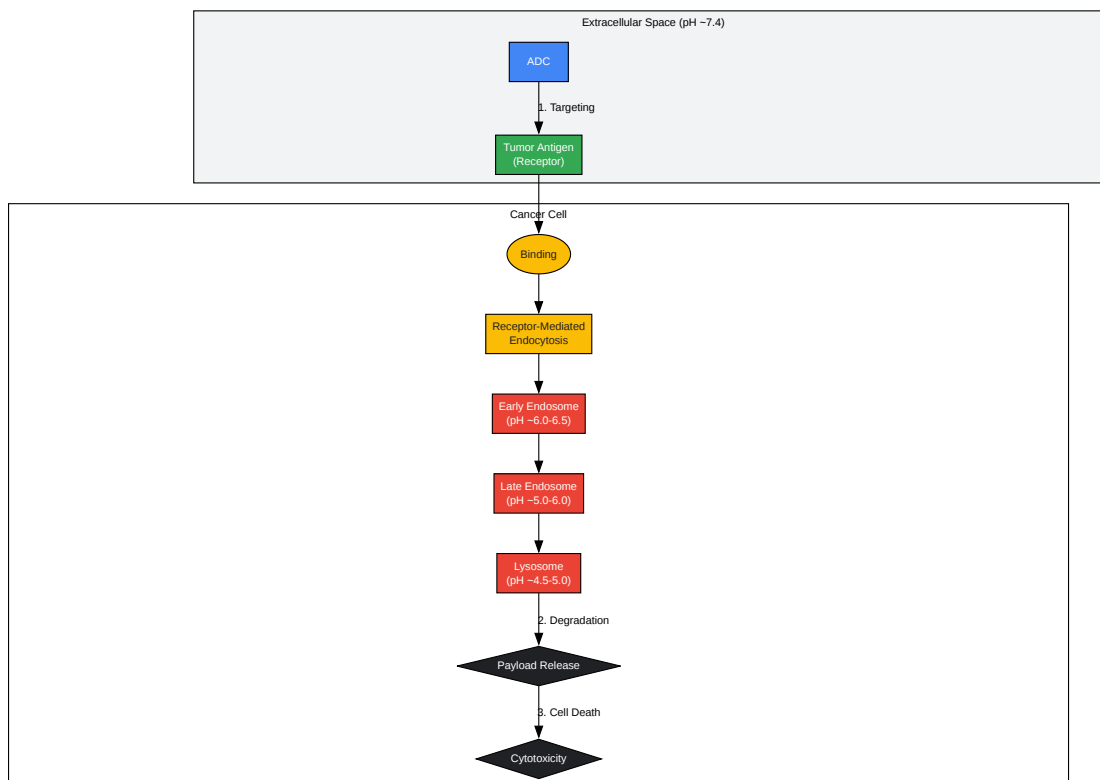 Extracellular Space (pH ~7.4)
ADC
1. Targeting
Tumor Antigen
(Receptor)
Cancer Cell
Binding
Receptor-Mediated
Endocytosis
Early Endosome
(pH ~6.0-6.5)
Late Endosome
(pH ~5.0-6.0)
Lysosome
(pH ~4.5-5.0)
2. Degradation
Payload Release
3. Cell Death
Cytotoxicity